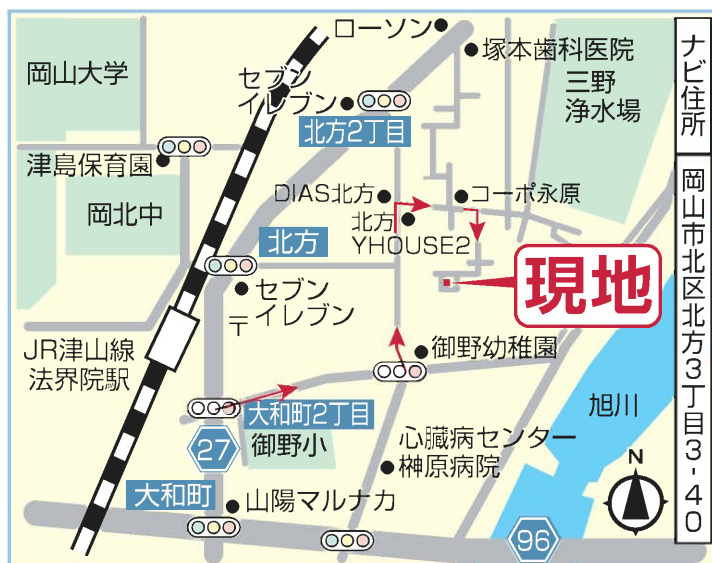 ローソン
塚本歯科医院
岡山大学
セブン
イレブン
三野
浄水場
北方2丁目
津島保育園
岡北中
DIAS北方
コーポ永原
北方
YHOUSE2
北方
セブン
イレブン
〒
現地
JR津山線
法界院駅
御野幼稚園
大和町2丁目
旭川
27
御野小
心臓病センター
榊原病院
N
大和町
山陽マルナカ
96
ナビ住所
岡山市北区北方3丁目3-40